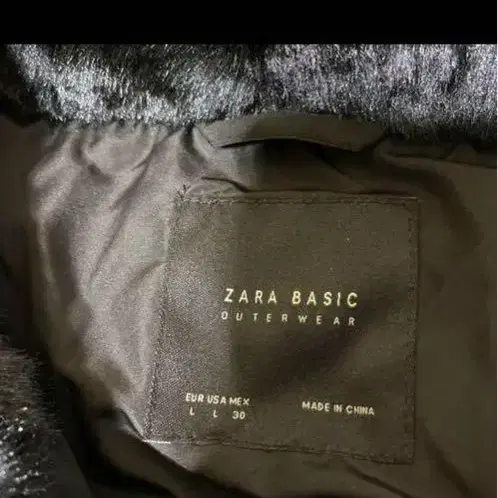 ZARA BASIC
OUTERWEAR
EUR USA MEX
L L 30
MADE IN CHINA